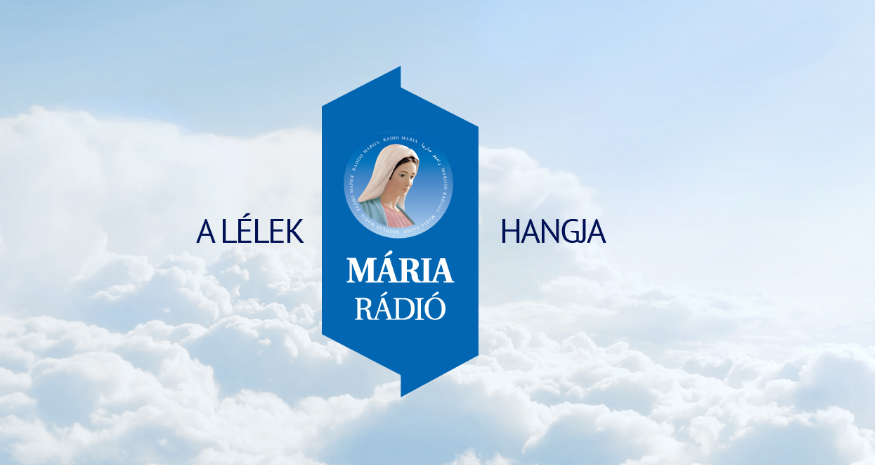 A LÉLEK
MÁRIA
RÁDIÓ
HANGJA